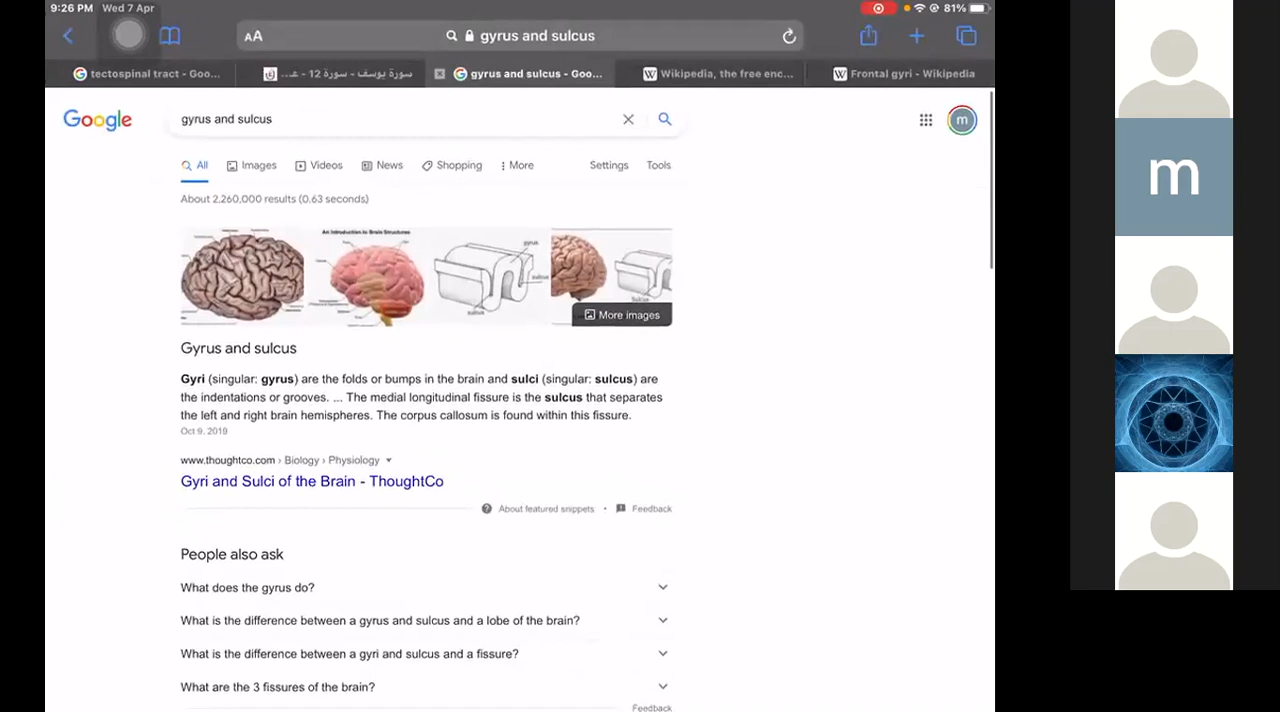 9:26 PM Wed 7 Apr
81%
AA
gyrus and sulcus
tectospinal tract - Goo...
سورة يوسف - سورة 12 - عـ...
gyrus and sulcus - Goo...
Wikipedia, the free enc...
Frontal gyri - Wikipedia
Google
gyrus and sulcus
m
All
Images
Videos
News
Shopping
More
Settings
Tools
About 2,260,000 results (0.63 seconds)
An Introduction to Brain Structures
gyrus
sulcus
sulcus
Sulcus
More images
Gyrus and sulcus
Gyri (singular: gyrus) are the folds or bumps in the brain and sulci (singular: sulcus) are
the indentations or grooves. ... The medial longitudinal fissure is the sulcus that separates
the left and right brain hemispheres. The corpus callosum is found within this fissure.
Oct 9, 2019
www.thoughtco.com › Biology › Physiology
Gyri and Sulci of the Brain - ThoughtCo
About featured snippets • Feedback
People also ask
What does the gyrus do?
What is the difference between a gyrus and sulcus and a lobe of the brain?
What is the difference between a gyri and sulcus and a fissure?
What are the 3 fissures of the brain?
Feedback
m